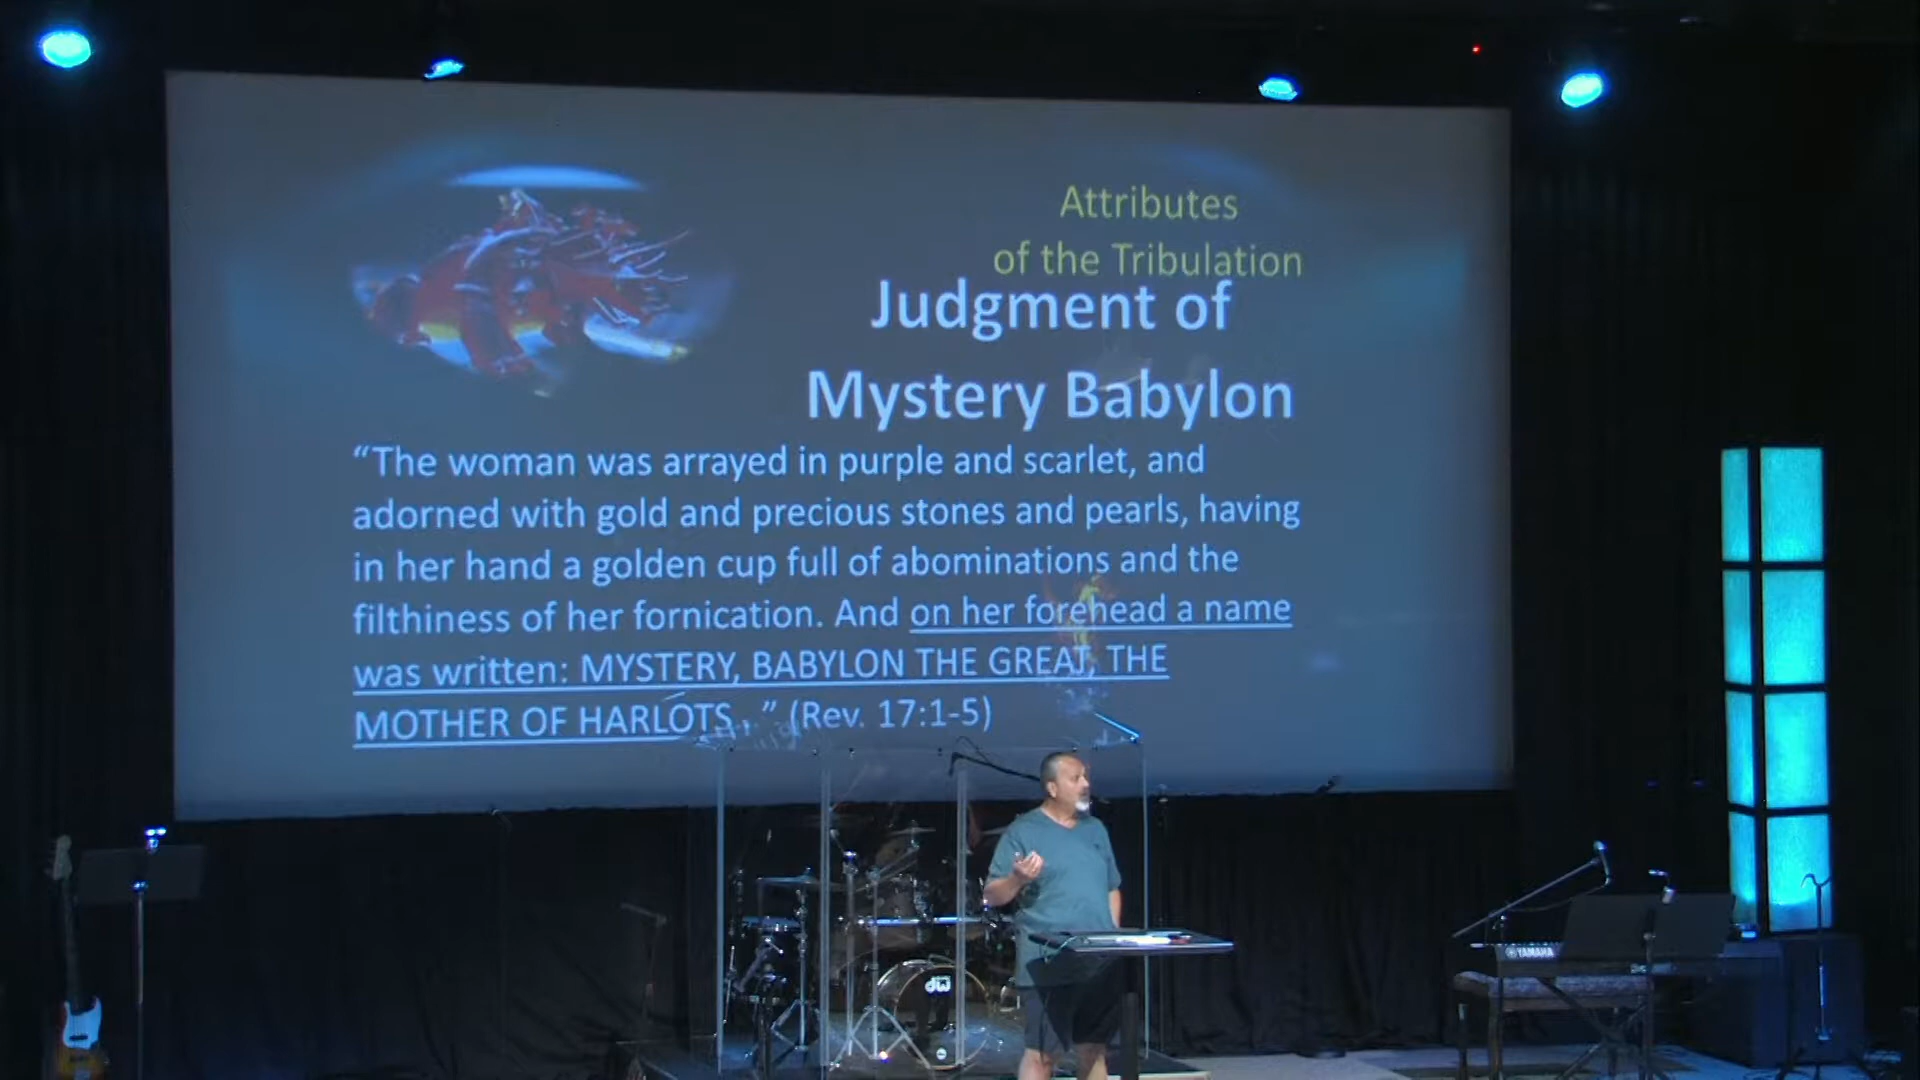 Attributes
of the Tribulation
Judgment of
Mystery Babylon
“The woman was arrayed in purple and scarlet, and
adorned with gold and precious stones and pearls, having
in her hand a golden cup full of abominations and the
filthiness of her fornication. And on her forehead a name
was written: MYSTERY, BABYLON THE GREAT, THE
MOTHER OF HARLOTS . ” (Rev. 17:1-5)
YAMAHA
dw